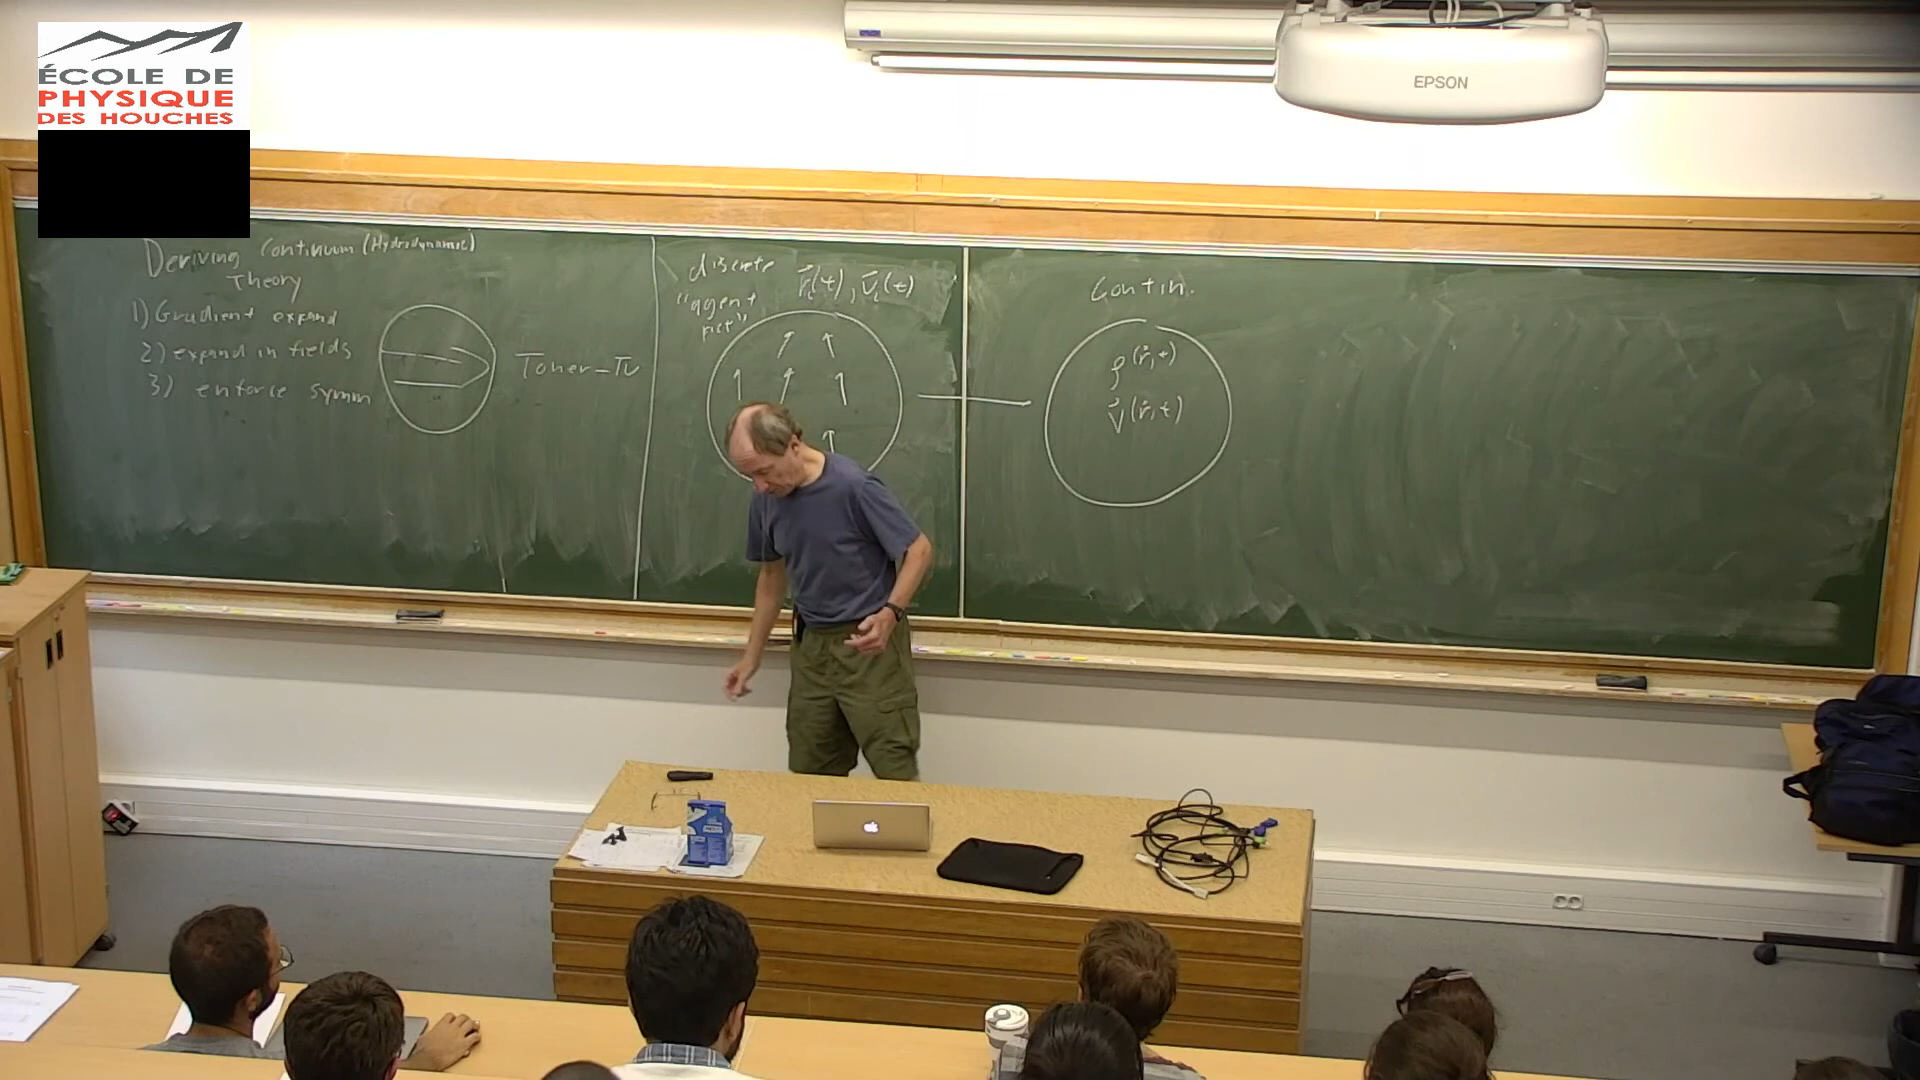 ÉCOLE DE
PHYSIQUE
DES HOUCHES
EPSON
Deriving Continuum (Hydrodynamic)
Theory
1) Gradient expand
2) expand in fields
3) enforce symm
Toner-Tu
discrete
"agent
pict"
r⃗ᵢ(t), v⃗ᵢ(t)
Contin.
ρ(r⃗,t)
v⃗(r⃗,t)